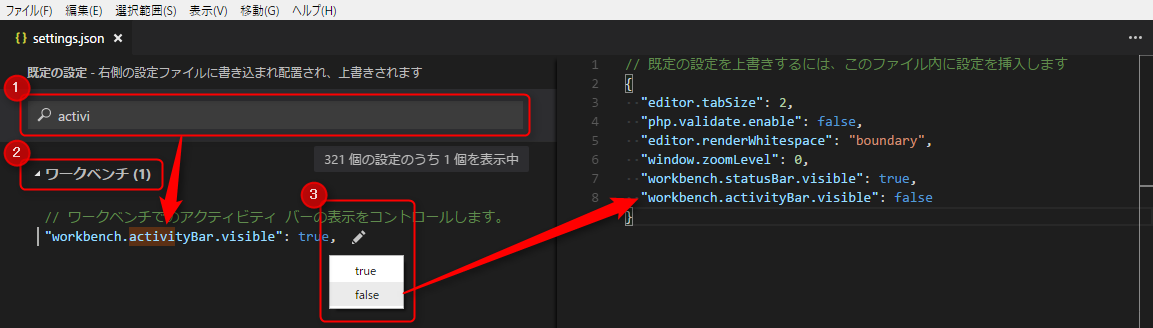 ファイル(F) 編集(E) 選択範囲(S) 表示(V) 移動(G) ヘルプ(H)
{ } settings.json ×
既定の設定 - 右側の設定ファイルに書き込まれ配置され、上書きされます
1
activi
321 個の設定のうち 1 個を表示中
2
ワークベンチ (1)
3
// ワークベンチでのアクティビティ バーの表示をコントロールします。
"workbench.activityBar.visible": true,
true
false
1 // 既定の設定を上書きするには、このファイル内に設定を挿入します
2 {
3 "editor.tabSize": 2,
4 "php.validate.enable": false,
5 "editor.renderWhitespace": "boundary",
6 "window.zoomLevel": 0,
7 "workbench.statusBar.visible": true,
8 "workbench.activityBar.visible": false
}